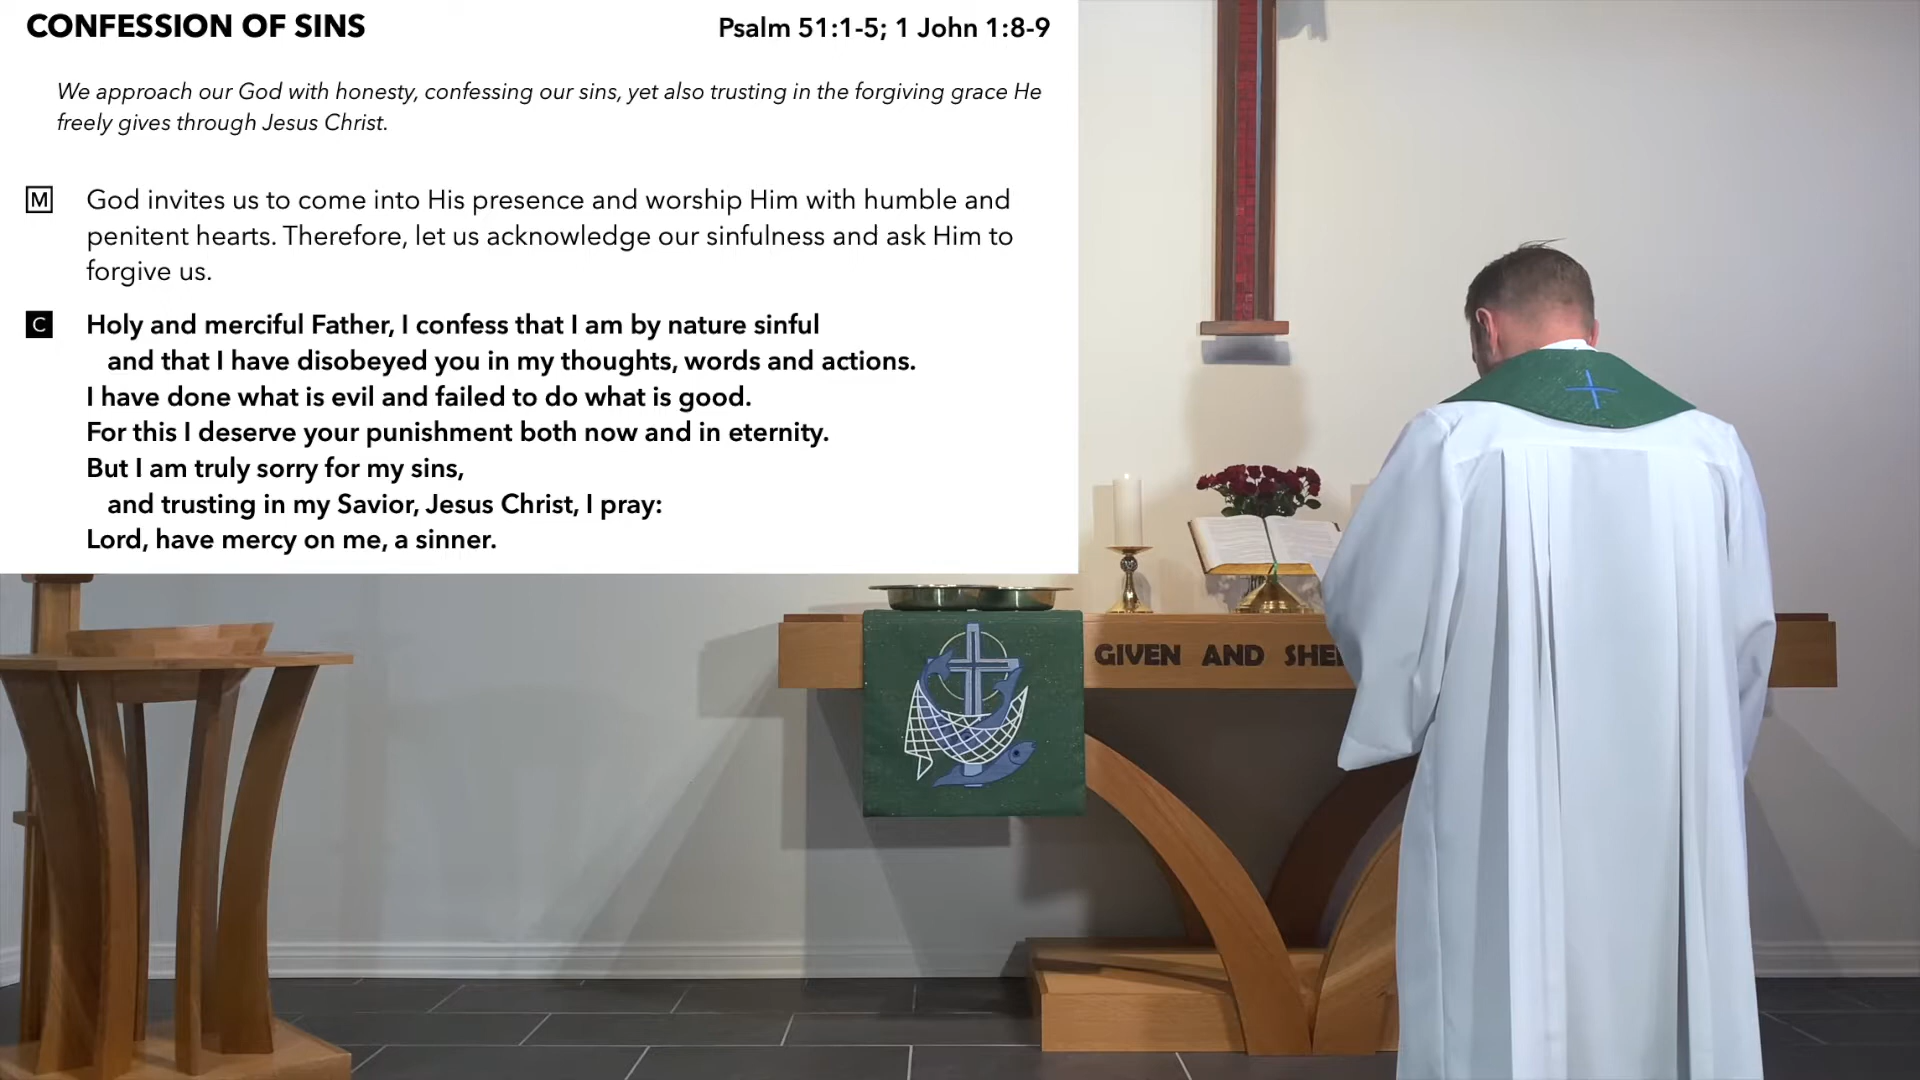 CONFESSION OF SINS
Psalm 51:1-5; 1 John 1:8-9
We approach our God with honesty, confessing our sins, yet also trusting in the forgiving grace He
freely gives through Jesus Christ.
M God invites us to come into His presence and worship Him with humble and
penitent hearts. Therefore, let us acknowledge our sinfulness and ask Him to
forgive us.
C Holy and merciful Father, I confess that I am by nature sinful
and that I have disobeyed you in my thoughts, words and actions.
I have done what is evil and failed to do what is good.
For this I deserve your punishment both now and in eternity.
But I am truly sorry for my sins,
and trusting in my Savior, Jesus Christ, I pray:
Lord, have mercy on me, a sinner.
GIVEN AND